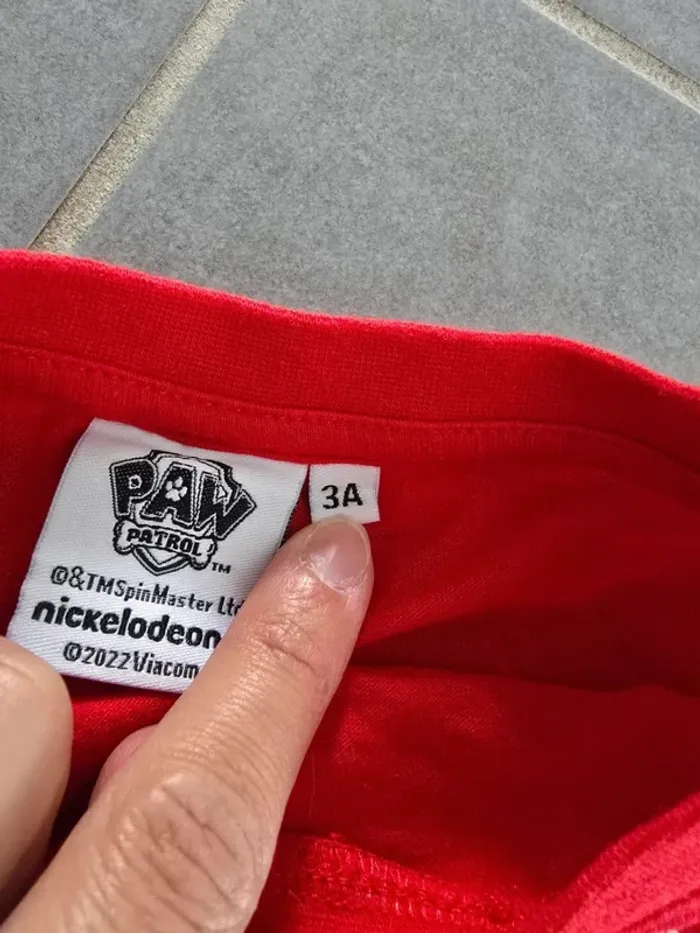 PAW
PATROL
TM
©&TMSpinMaster Ltd
nickelodeon
©2022Viacom
3A